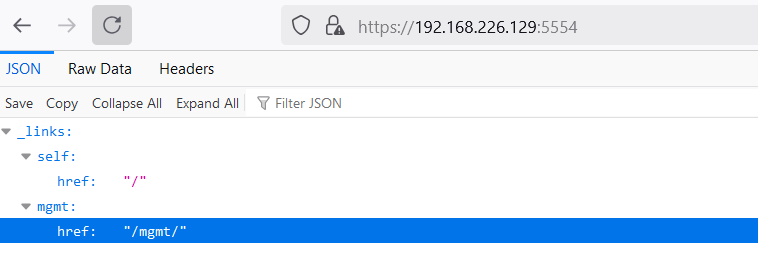 https://192.168.226.129:5554
JSON Raw Data Headers
Save Copy Collapse All Expand All Filter JSON
_links:
self:
href: "/"
mgmt:
href: "/mgmt/"